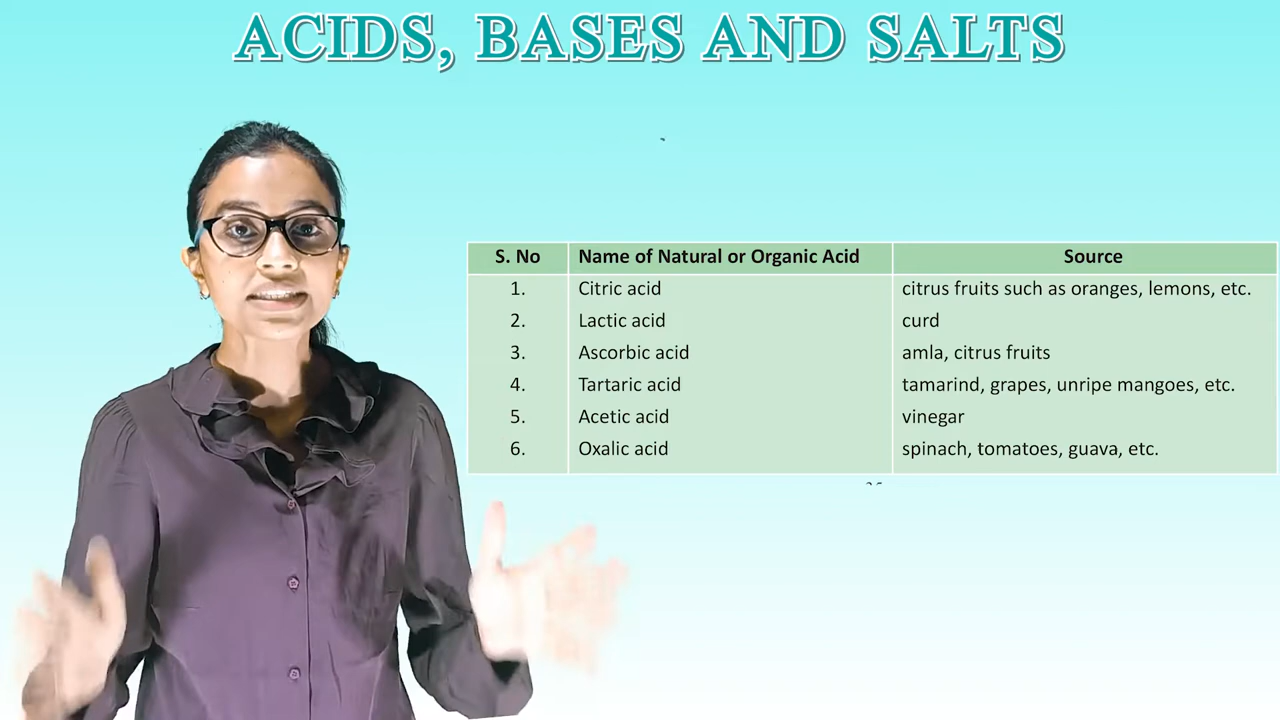 ACIDS, BASES AND SALTS
S. No Name of Natural or Organic Acid Source
1. Citric acid citrus fruits such as oranges, lemons, etc.
2. Lactic acid curd
3. Ascorbic acid amla, citrus fruits
4. Tartaric acid tamarind, grapes, unripe mangoes, etc.
5. Acetic acid vinegar
6. Oxalic acid spinach, tomatoes, guava, etc.